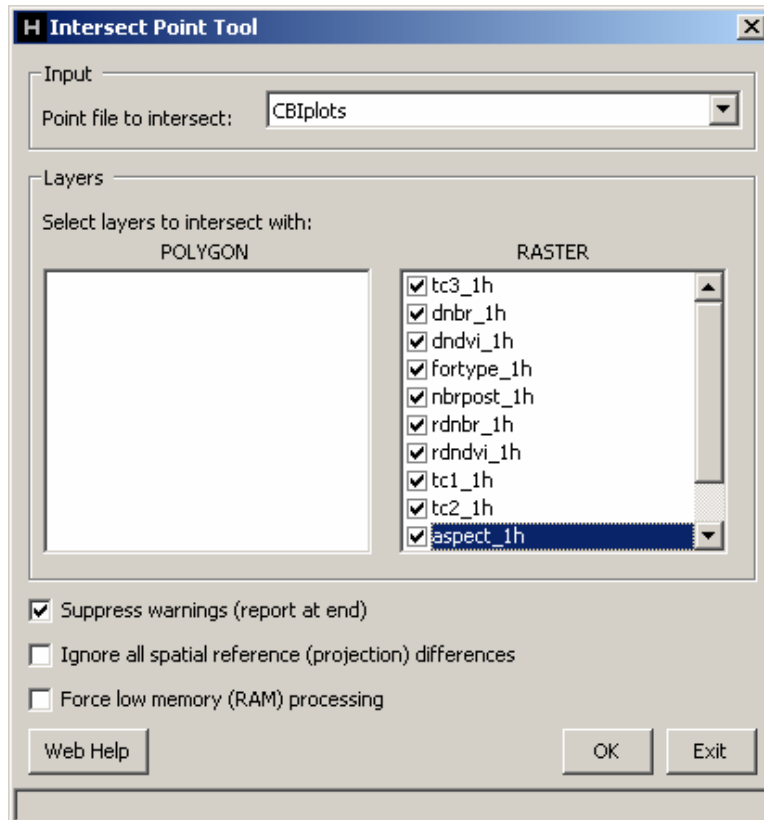 H Intersect Point Tool
Input
Point file to intersect: CBIplots
Layers
Select layers to intersect with:
POLYGON RASTER
tc3_1h
dnbr_1h
dndvi_1h
fortype_1h
nbrpost_1h
rdnbr_1h
rdndvi_1h
tc1_1h
tc2_1h
aspect_1h
Suppress warnings (report at end)
Ignore all spatial reference (projection) differences
Force low memory (RAM) processing
Web Help OK Exit